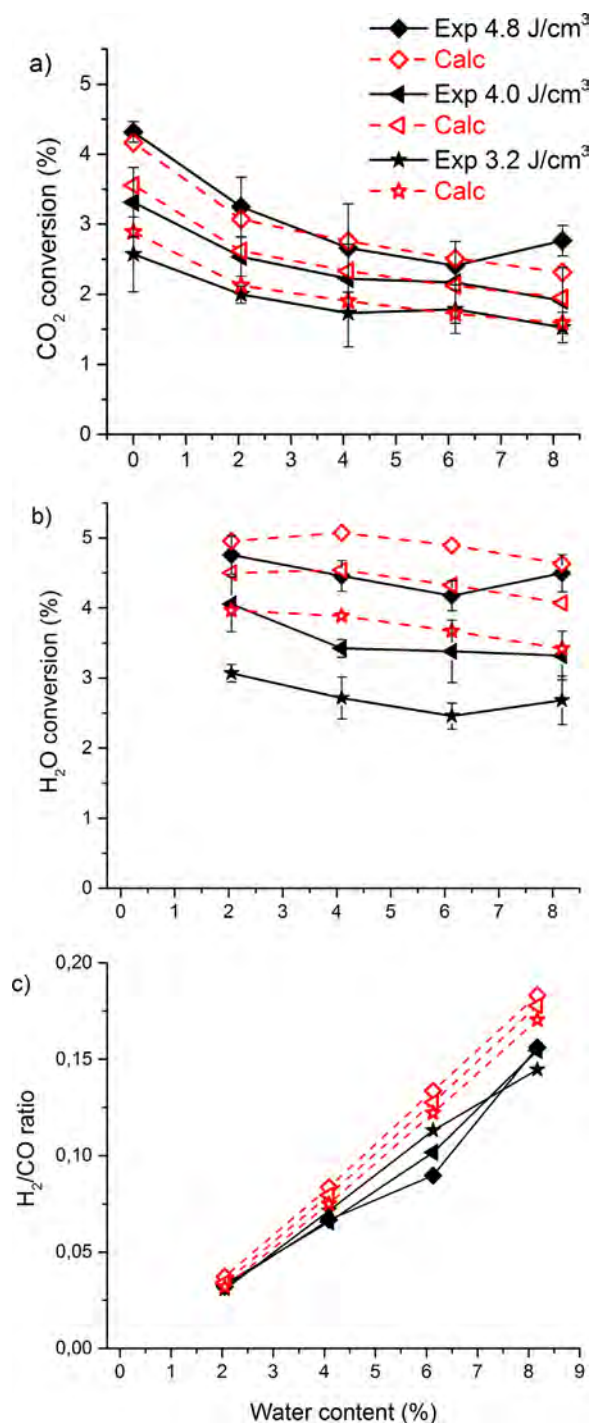 a)
Exp 4.8 J/cm³
Calc
Exp 4.0 J/cm³
Calc
Exp 3.2 J/cm³
Calc
CO₂ conversion (%)
5
4
3
2
1
0
0 1 2 3 4 5 6 7 8
b)
H₂O conversion (%)
5
4
3
2
1
0
0 1 2 3 4 5 6 7 8
c)
H₂/CO ratio
0,20
0,15
0,10
0,05
0,00
0 1 2 3 4 5 6 7 8 9
Water content (%)